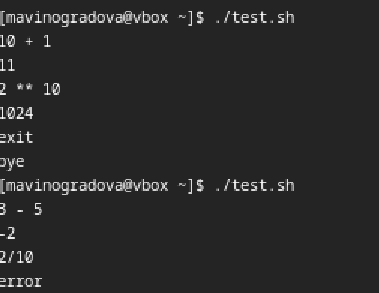 [mavinogradova@vbox ~]$ ./test.sh
10 + 1
11
2 ** 10
1024
exit
bye
[mavinogradova@vbox ~]$ ./test.sh
3 - 5
-2
2/10
error